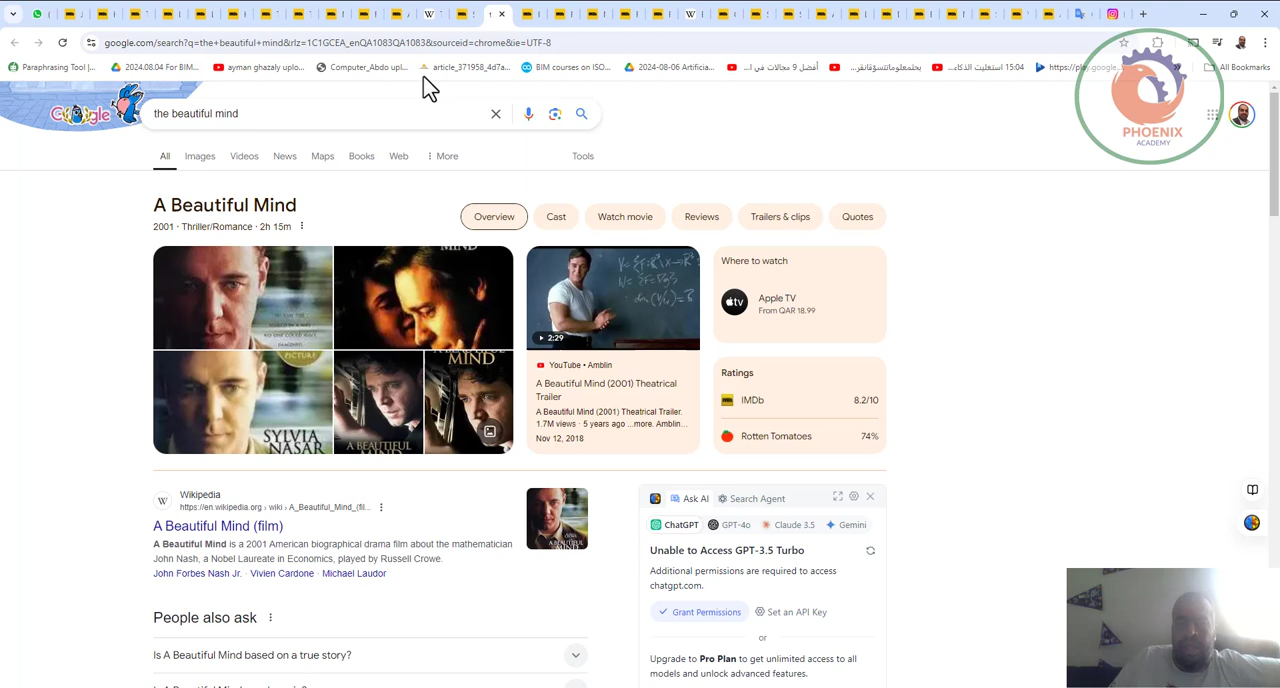 google.com/search?q=the+beautiful+mind&rlz=1C1GCEA_enQA1083QA1083&sourceid=chrome&ie=UTF-8
Paraphrasing Tool |...
2024.08.04 For BIM...
ayman ghazaly uplo...
Computer_Abdo upl...
article_371958_4d7a...
BIM courses on ISO...
2024-08-06 Artificia...
أفضل 9 مجالات في ا...
بحثمعلوماتتسؤقانفر...
15:04 استغليت الذكاء...
https://play.google...
All Bookmarks
Google
the beautiful mind
PHOENIX
ACADEMY
All
Images
Videos
News
Maps
Books
Web
More
Tools
A Beautiful Mind
2001 · Thriller/Romance · 2h 15m
Overview
Cast
Watch movie
Reviews
Trailers & clips
Quotes
MIND
PICTURE
SYLVIA
NASAR
A BEAUTIFUL
MIND
2:29
YouTube • Amblin
A Beautiful Mind (2001) Theatrical
Trailer
A Beautiful Mind (2001) Theatrical Trailer.
1.7M views · 5 years ago ...more. Amblin...
Nov 12, 2018
Where to watch
Apple TV
From QAR 18.99
Ratings
IMDb 8.2/10
Rotten Tomatoes 74%
Wikipedia
https://en.wikipedia.org › wiki › A_Beautiful_Mind_(fil...
A Beautiful Mind (film)
A Beautiful Mind is a 2001 American biographical drama film about the mathematician
John Nash, a Nobel Laureate in Economics, played by Russell Crowe.
John Forbes Nash Jr. · Vivien Cardone · Michael Laudor
People also ask
Is A Beautiful Mind based on a true story?
Ask AI
Search Agent
ChatGPT
GPT-4o
Claude 3.5
Gemini
Unable to Access GPT-3.5 Turbo
Additional permissions are required to access
chatgpt.com.
Grant Permissions
Set an API Key
or
Upgrade to Pro Plan to get unlimited access to all
models and unlock advanced features.